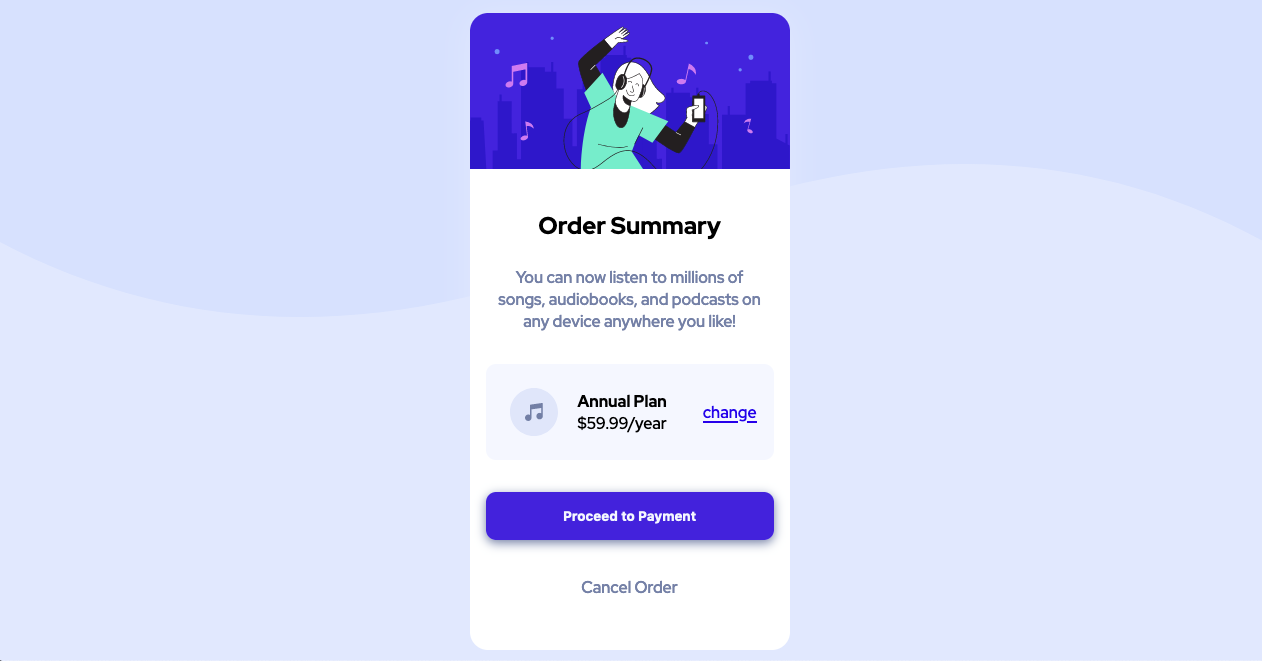 Order Summary
You can now listen to millions of
songs, audiobooks, and podcasts on
any device anywhere you like!
Annual Plan
$59.99/year
change
Proceed to Payment
Cancel Order